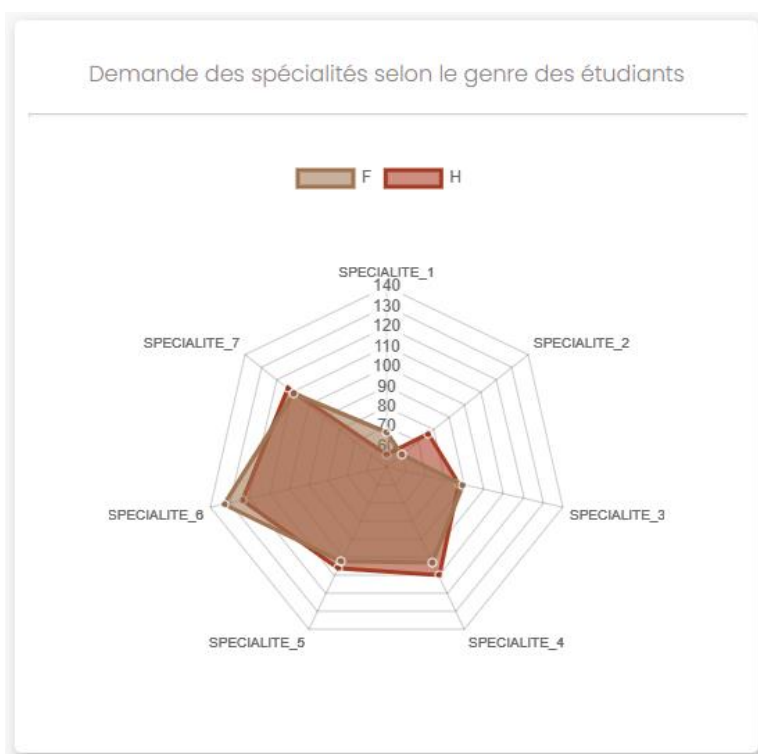 Demande des spécialités selon le genre des étudiants
F H
SPECIALITE_1
140
130
120
110
100
90
80
70
60
SPECIALITE_7
SPECIALITE_2
SPECIALITE_6
SPECIALITE_3
SPECIALITE_5
SPECIALITE_4